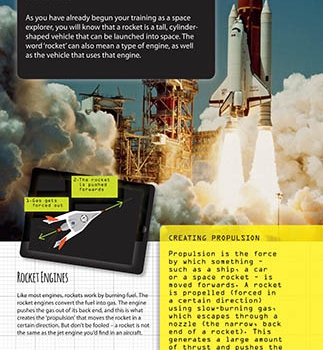 As you have already begun your training as a space
explorer, you will know that a rocket is a tall, cylinder-
shaped vehicle that can be launched into space. The
word 'rocket' can also mean a type of engine, as well
as the vehicle that uses that engine.
2.The rocket
is pushed
forwards
1.Gas gets
forced out
ROCKET ENGINES
Like most engines, rockets work by burning fuel. The
rocket engines convert the fuel into gas. The engine
pushes the gas out of its back end, and this is what
creates the 'propulsion' that moves the rocket in a
certain direction. But don't be fooled – a rocket is not
the same as the jet engine you'd find in an aircraft.
CREATING PROPULSION
Propulsion is the force
by which something –
such as a ship, a car
or a space rocket – is
moved forwards. A rocket
is propelled (forced in
a certain direction)
using slow-burning gas,
which escapes through a
nozzle (the narrow, back
end of a rocket). This
generates a large amount
of thrust and pushes the